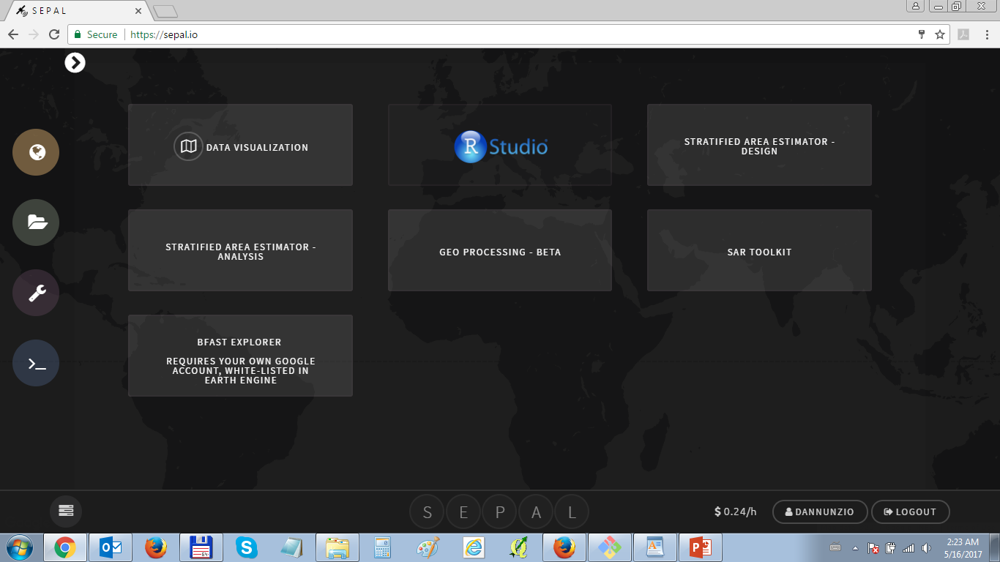 S E P A L
Secure
https://sepal.io
DATA VISUALIZATION
R Studio
STRATIFIED AREA ESTIMATOR -
DESIGN
STRATIFIED AREA ESTIMATOR -
ANALYSIS
GEO PROCESSING - BETA
SAR TOOLKIT
BFAST EXPLORER
REQUIRES YOUR OWN GOOGLE
ACCOUNT, WHITE-LISTED IN
EARTH ENGINE
S E P A L
$ 0.24/h
DANNUNZIO
LOGOUT
64
2:23 AM
5/16/2017